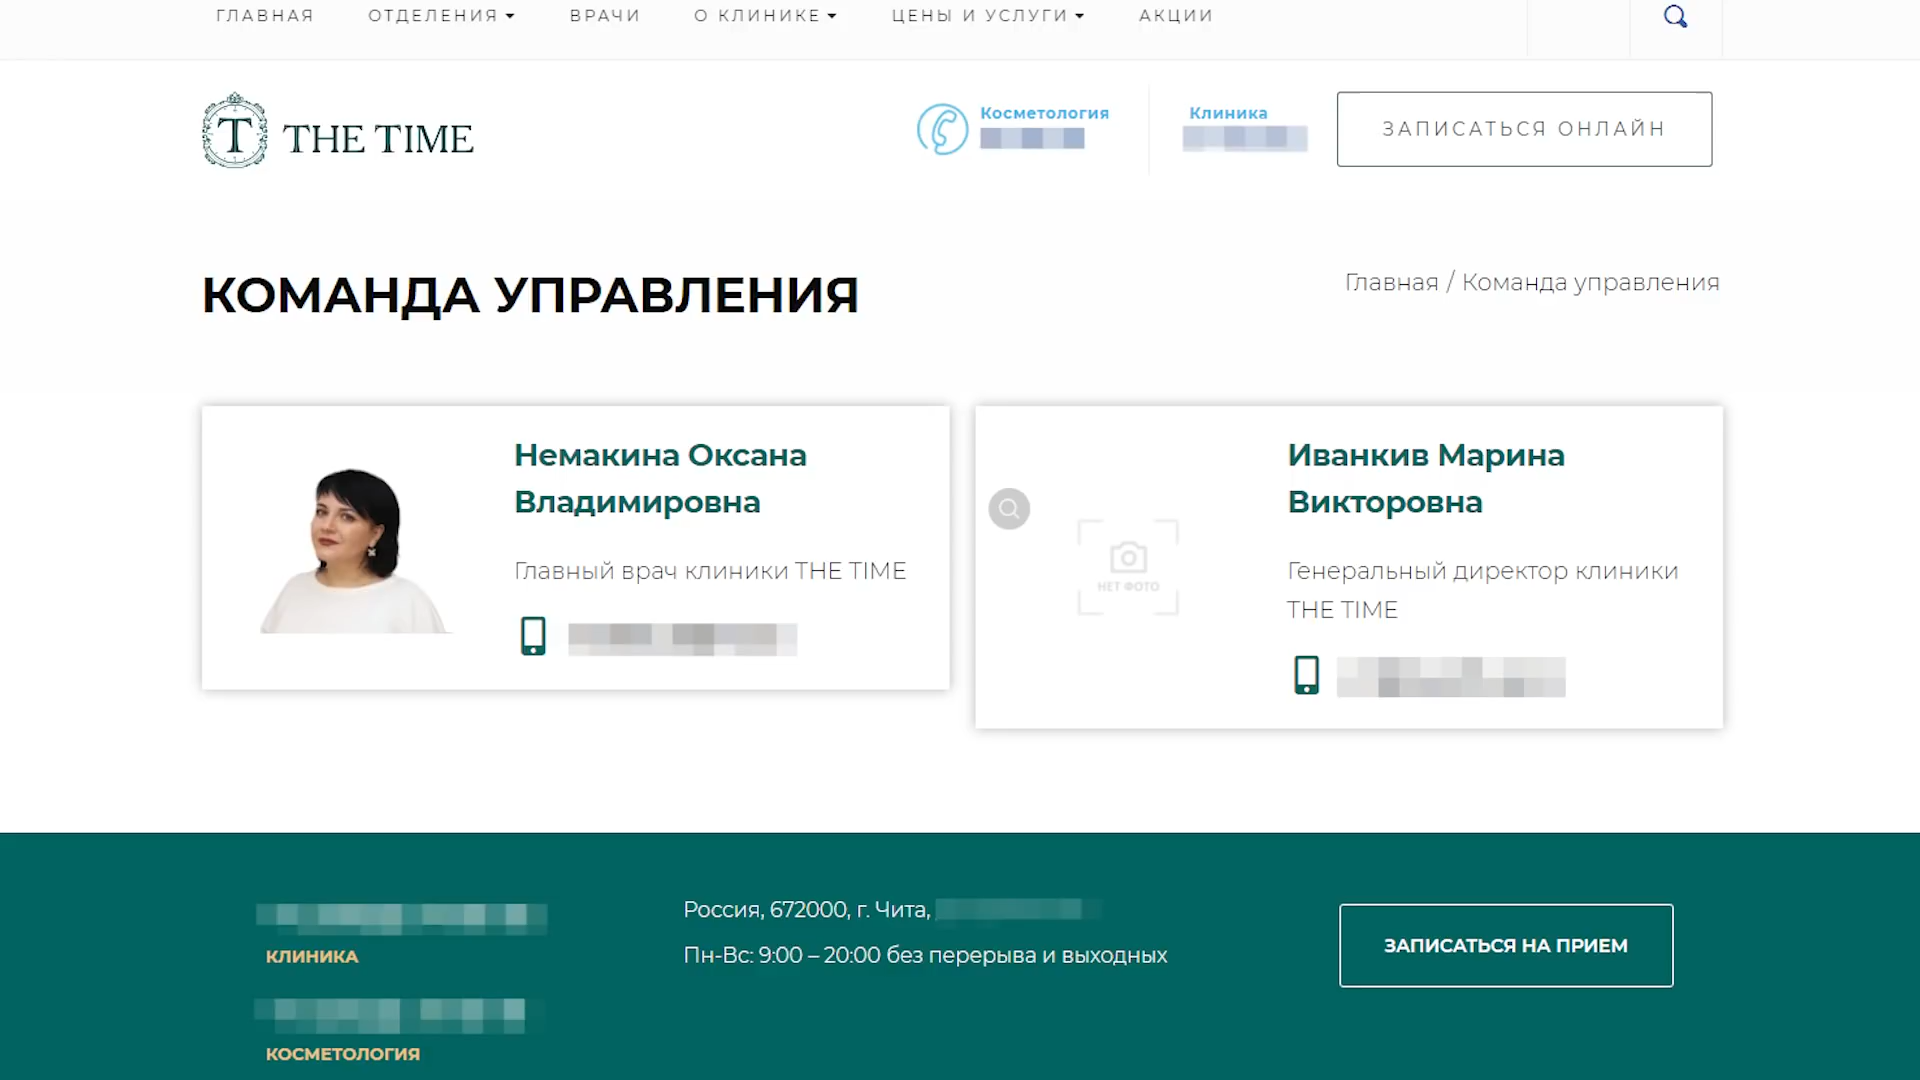 ГЛАВНАЯ ОТДЕЛЕНИЯ ВРАЧИ О КЛИНИКЕ ЦЕНЫ И УСЛУГИ АКЦИИ
T THE TIME
Косметология
Клиника
ЗАПИСАТЬСЯ ОНЛАЙН
КОМАНДА УПРАВЛЕНИЯ
Главная / Команда управления
Немакина Оксана
Владимировна
Главный врач клиники THE TIME
НЕТ ФОТО
Иванкив Марина
Викторовна
Генеральный директор клиники
THE TIME
КЛИНИКА
КОСМЕТОЛОГИЯ
Россия, 672000, г. Чита,
Пн-Вс: 9:00 – 20:00 без перерыва и выходных
ЗАПИСАТЬСЯ НА ПРИЕМ